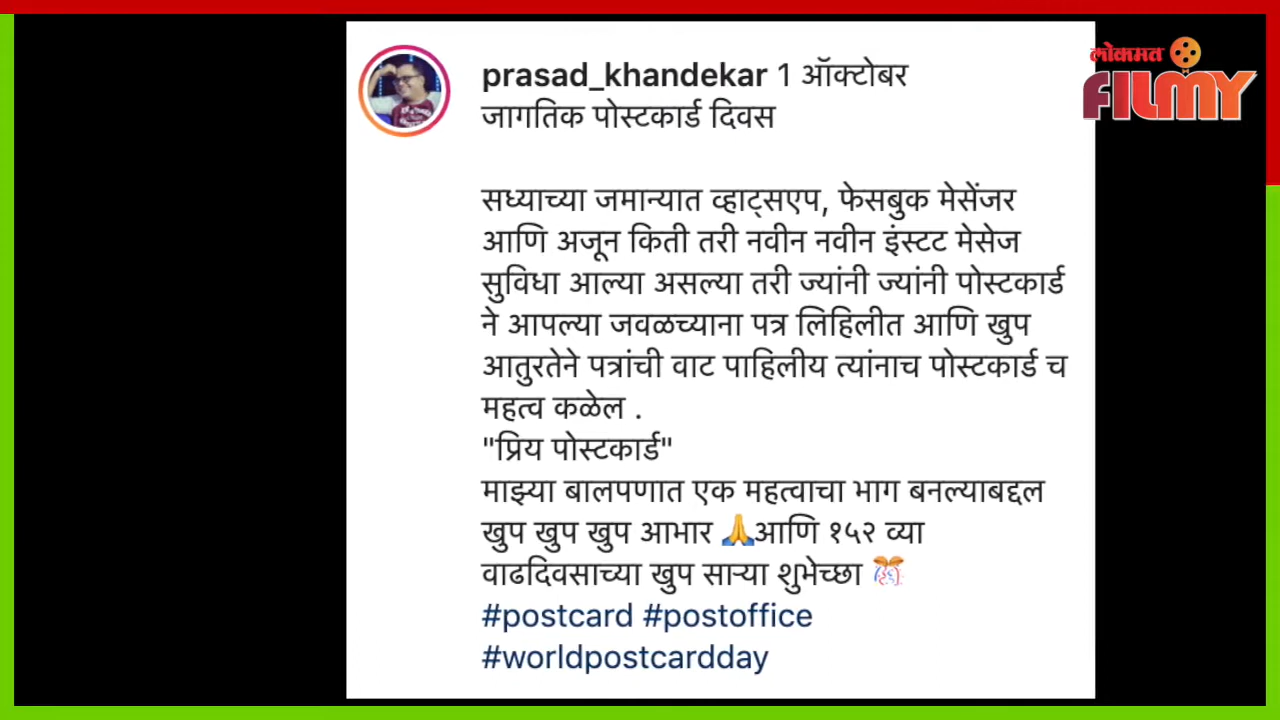 लोकमत
FILMY
prasad_khandekar 1 ऑक्टोबर
जागतिक पोस्टकार्ड दिवस
सध्याच्या जमान्यात व्हाट्सएप, फेसबुक मेसेंजर
आणि अजून किती तरी नवीन नवीन इंस्टट मेसेज
सुविधा आल्या असल्या तरी ज्यांनी ज्यांनी पोस्टकार्ड
ने आपल्या जवळच्याना पत्र लिहिलीत आणि खुप
आतुरतेने पत्रांची वाट पाहिलीय त्यांनाच पोस्टकार्ड च
महत्व कळेल .
"प्रिय पोस्टकार्ड"
माझ्या बालपणात एक महत्वाचा भाग बनल्याबद्दल
खुप खुप खुप आभार 🙏आणि १५२ व्या
वाढदिवसाच्या खुप साऱ्या शुभेच्छा 🎊
#postcard #postoffice
#worldpostcardday